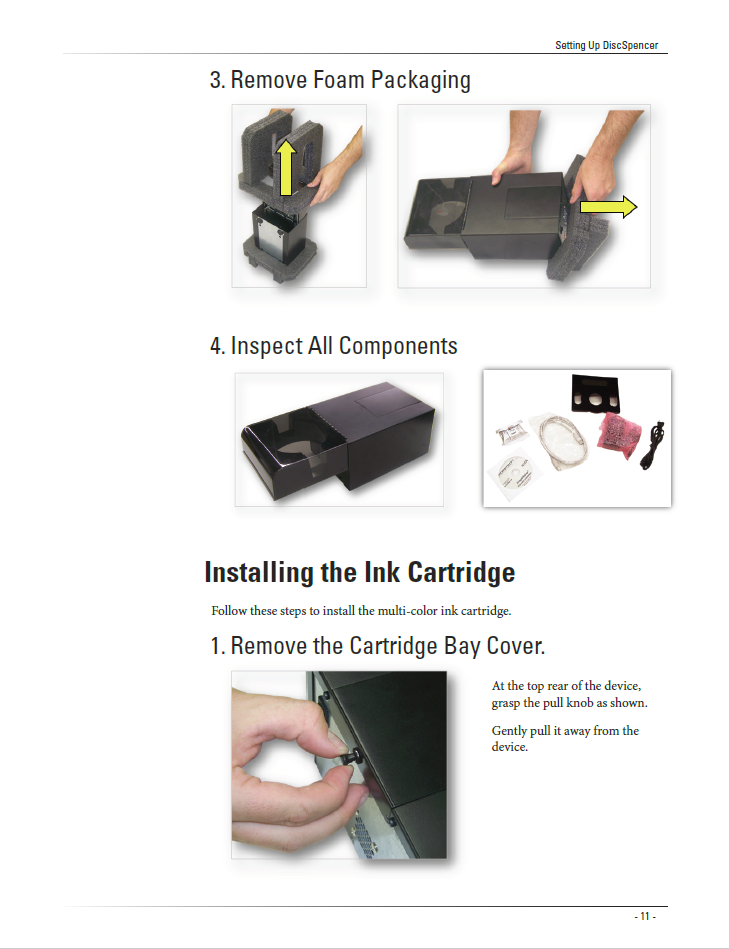 Setting Up DiscSpencer
3. Remove Foam Packaging
4. Inspect All Components
Installing the Ink Cartridge
Follow these steps to install the multi-color ink cartridge.
1. Remove the Cartridge Bay Cover.
At the top rear of the device,
grasp the pull knob as shown.
Gently pull it away from the
device.
- 11 -